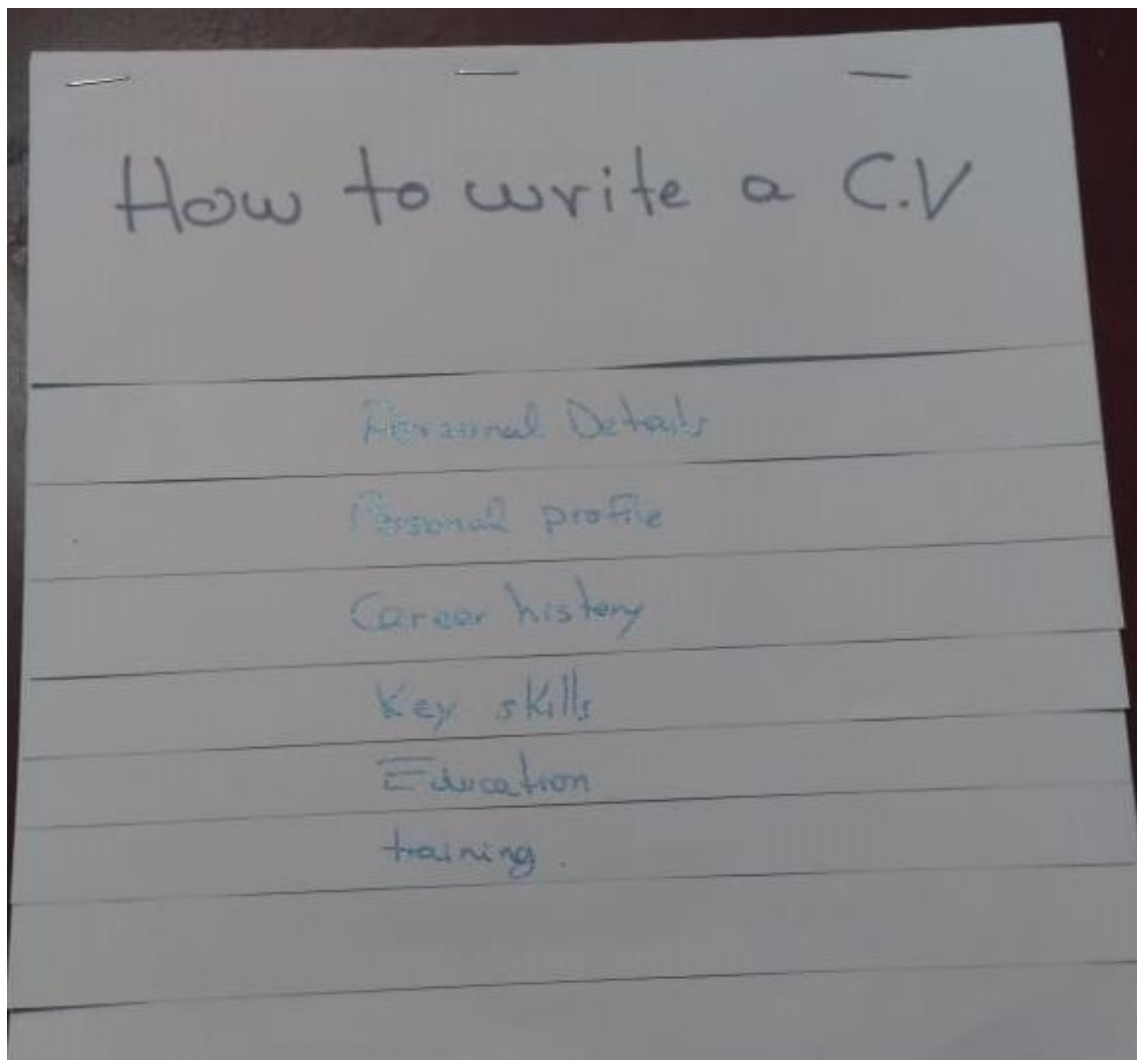 How to write a C.V
Personal Details
Personal profile
Career history
Key skills
Education
training.